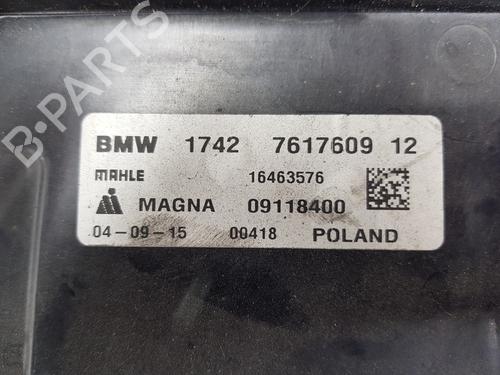 BMW 1742 7617609 12
MAHLE 16463576
MAGNA 09118400
04-09-15 00418 POLAND
B-PARTS